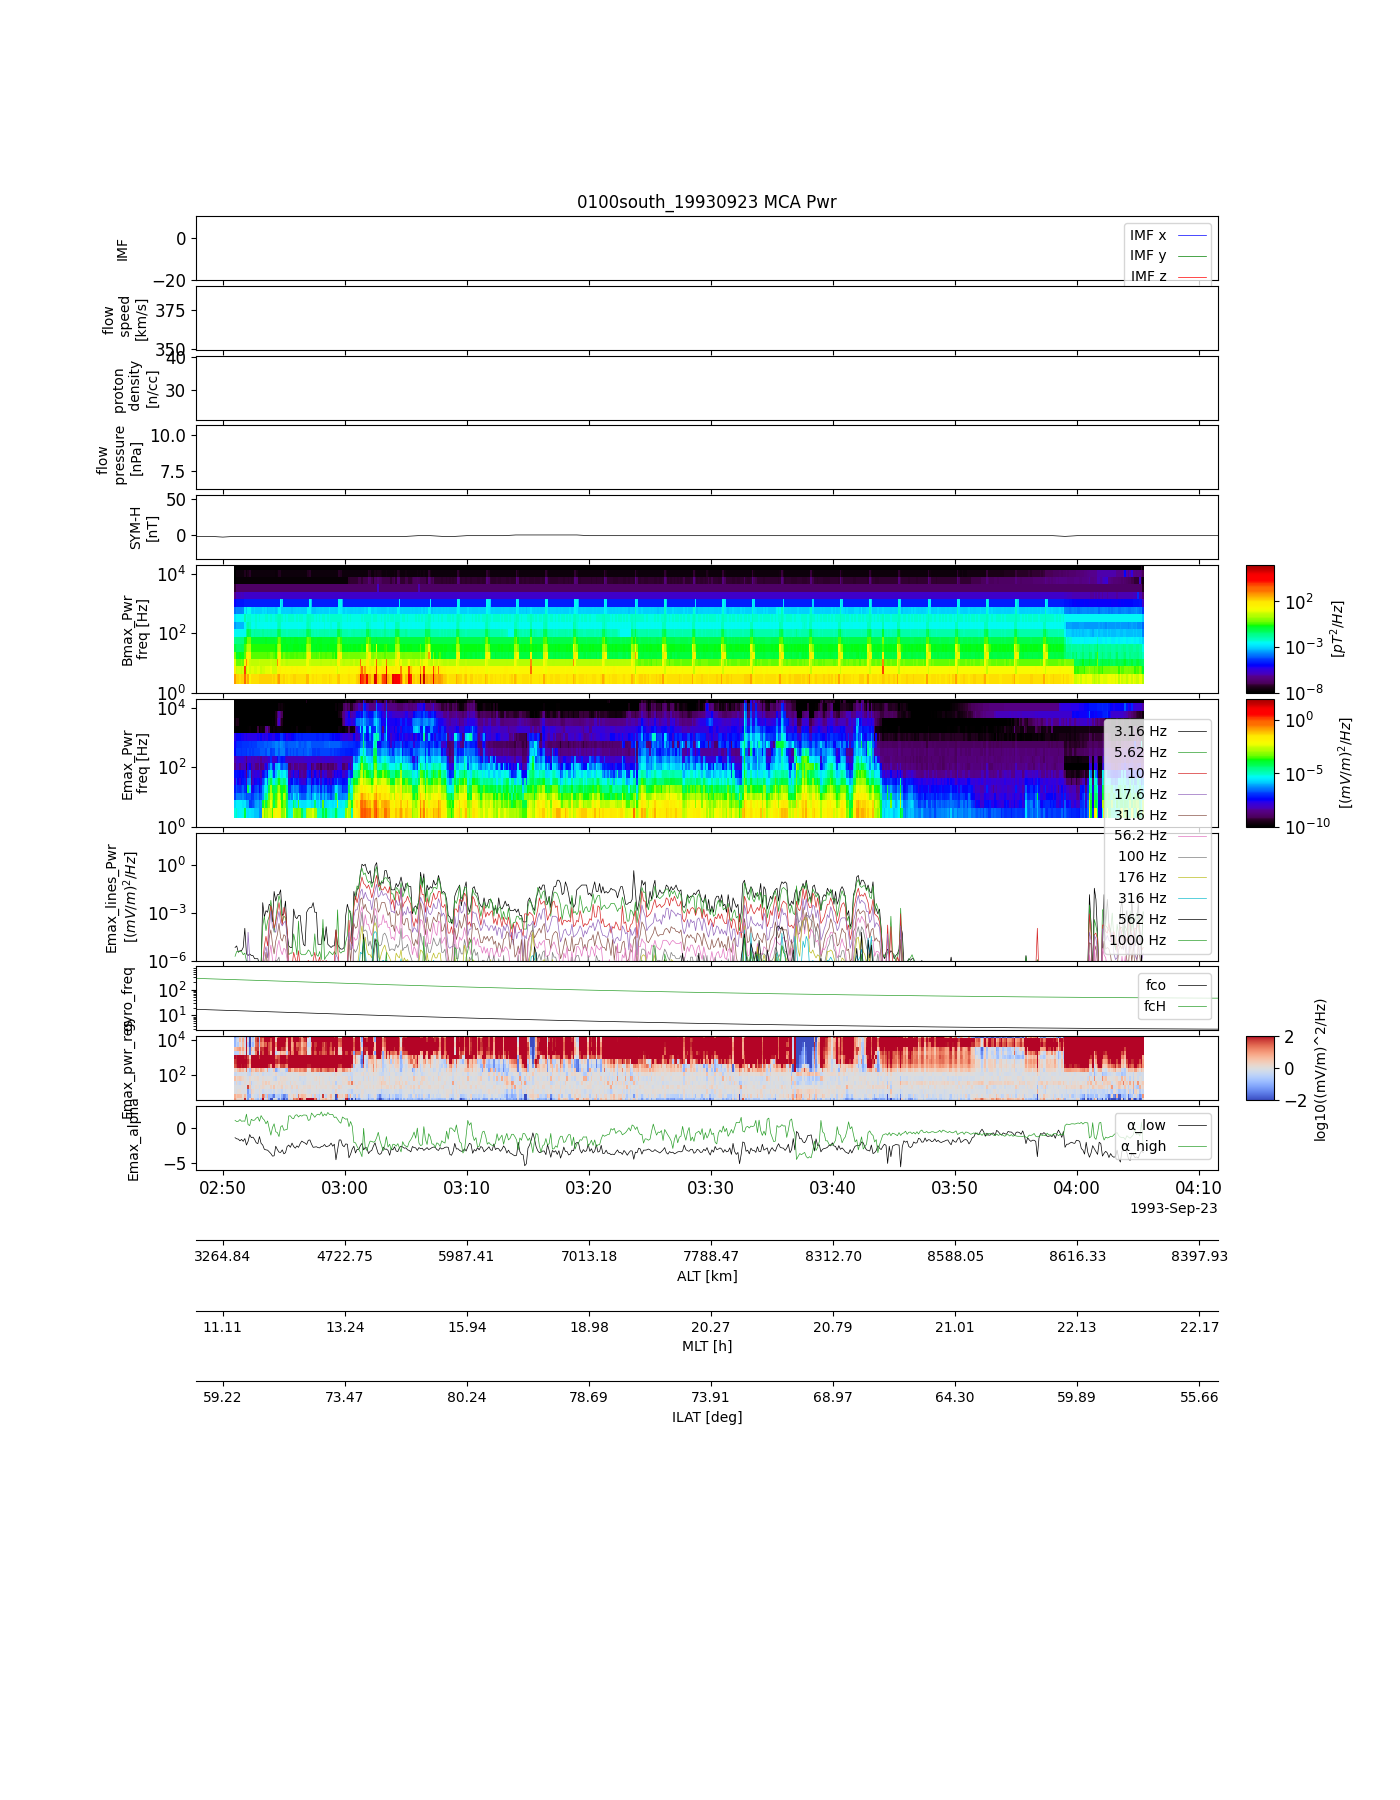 0100south_19930923 MCA Pwr
IMF
0
−20
IMF x
IMF y
IMF z
flow
speed
[km/s]
375
350
proton
density
[n/cc]
40
30
flow
pressure
[nPa]
10.0
7.5
SYM-H
[nT]
50
0
Bmax_Pwr
freq [Hz]
10^4
10^2
10^0
10^2
10^−3
10^−8
[pT^2/Hz]
Emax_Pwr
freq [Hz]
10^4
10^2
10^0
10^0
10^−5
10^−10
[(mV/m)^2/Hz]
3.16 Hz
5.62 Hz
10 Hz
17.6 Hz
31.6 Hz
56.2 Hz
100 Hz
176 Hz
316 Hz
562 Hz
1000 Hz
Emax_lines_Pwr
[(mV/m)^2/Hz]
10^0
10^−3
10^−6
gyro_freq
10^2
10^1
fco
fcH
Emax_pwr_reg
10^4
10^2
2
0
−2
log10((mV/m)^2/Hz)
Emax_alpha
0
−5
α_low
α_high
02:50 03:00 03:10 03:20 03:30 03:40 03:50 04:00 04:10
1993-Sep-23
3264.84 4722.75 5987.41 7013.18 7788.47 8312.70 8588.05 8616.33 8397.93
ALT [km]
11.11 13.24 15.94 18.98 20.27 20.79 21.01 22.13 22.17
MLT [h]
59.22 73.47 80.24 78.69 73.91 68.97 64.30 59.89 55.66
ILAT [deg]